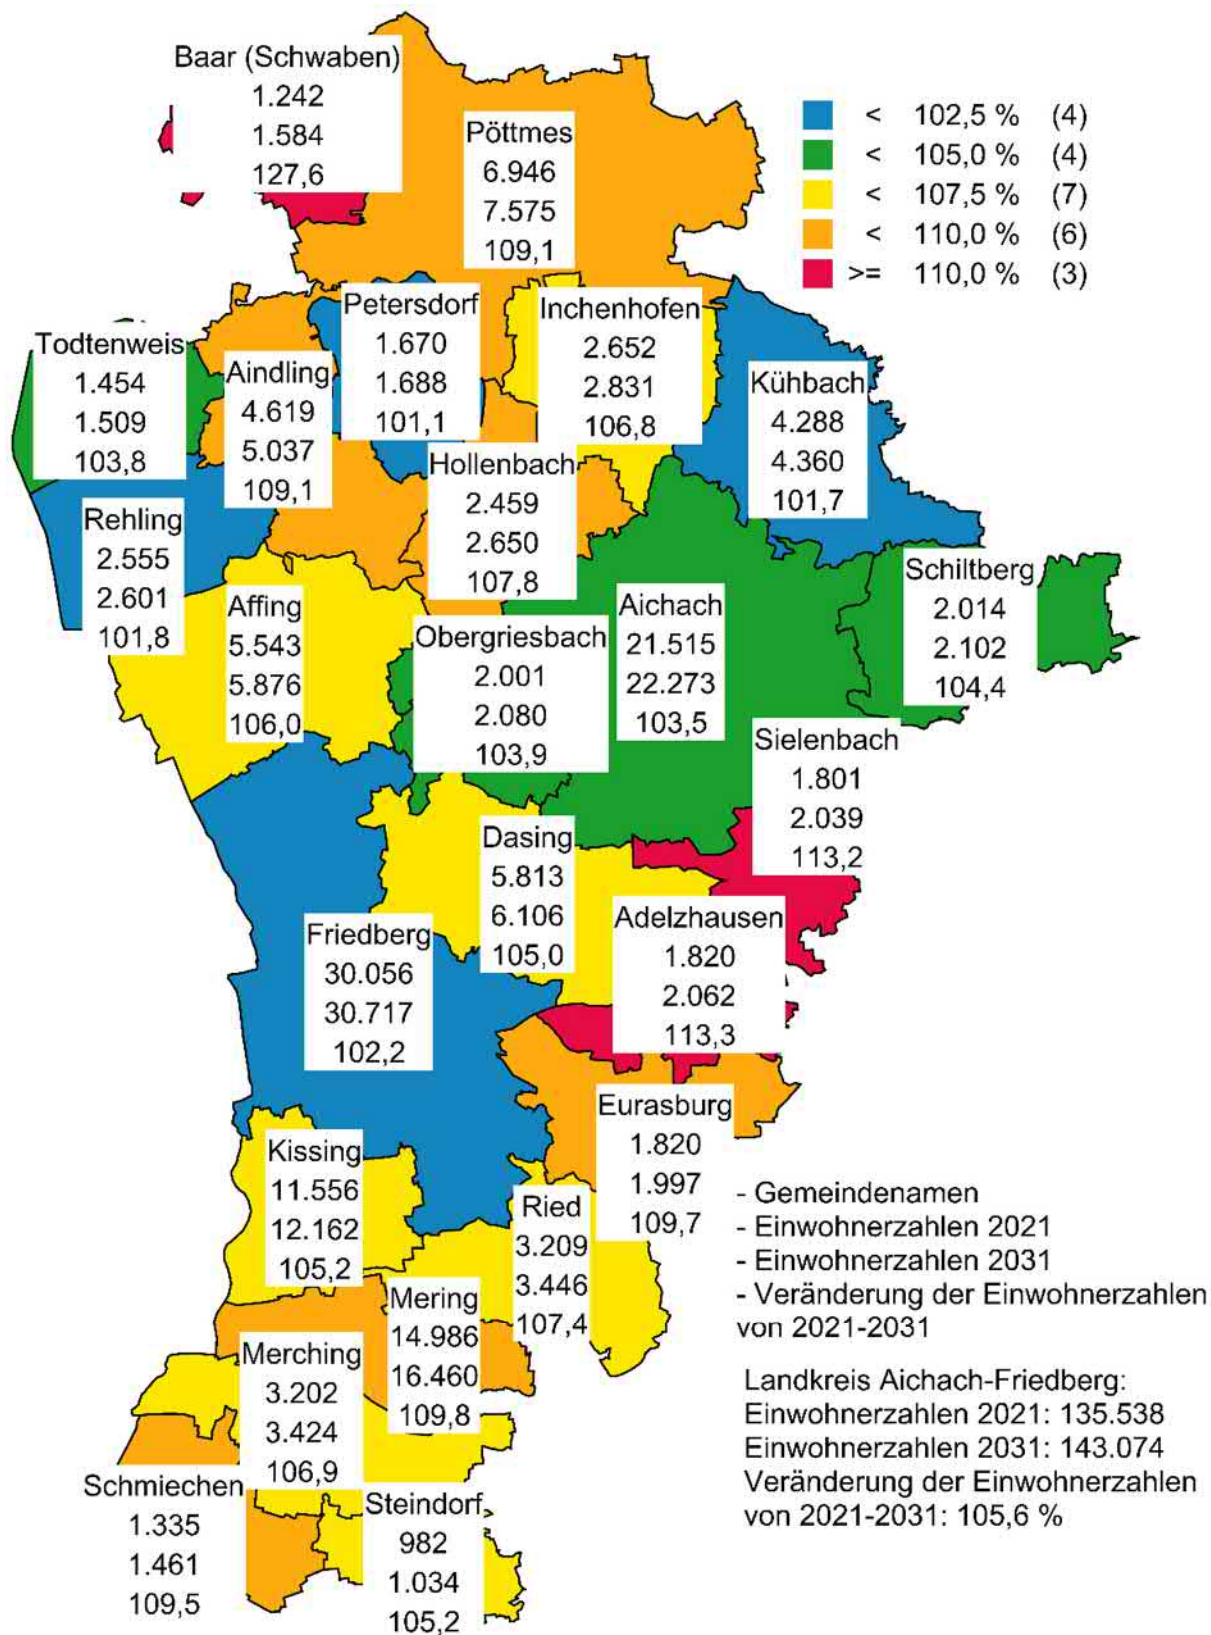 Baar (Schwaben)
1.242
1.584
127,6
Pöttmes
6.946
7.575
109,1
< 102,5 % (4)
< 105,0 % (4)
< 107,5 % (7)
< 110,0 % (6)
>= 110,0 % (3)
Petersdorf
1.670
1.688
101,1
Inchenhofen
2.652
2.831
106,8
Todtenweis
1.454
1.509
103,8
Aindling
4.619
5.037
109,1
Kühbach
4.288
4.360
101,7
Hollenbach
2.459
2.650
107,8
Rehling
2.555
2.601
101,8
Schiltberg
2.014
2.102
104,4
Affing
5.543
5.876
106,0
Aichach
21.515
22.273
103,5
Obergriesbach
2.001
2.080
103,9
Sielenbach
1.801
2.039
113,2
Dasing
5.813
6.106
105,0
Adelzhausen
1.820
2.062
113,3
Friedberg
30.056
30.717
102,2
Eurasburg
1.820
1.997
109,7
Kissing
11.556
12.162
105,2
Ried
3.209
3.446
107,4
Mering
14.986
16.460
109,8
Merching
3.202
3.424
106,9
Schmiechen
1.335
1.461
109,5
Steindorf
982
1.034
105,2
- Gemeindenamen
- Einwohnerzahlen 2021
- Einwohnerzahlen 2031
- Veränderung der Einwohnerzahlen
von 2021-2031
Landkreis Aichach-Friedberg:
Einwohnerzahlen 2021: 135.538
Einwohnerzahlen 2031: 143.074
Veränderung der Einwohnerzahlen
von 2021-2031: 105,6 %